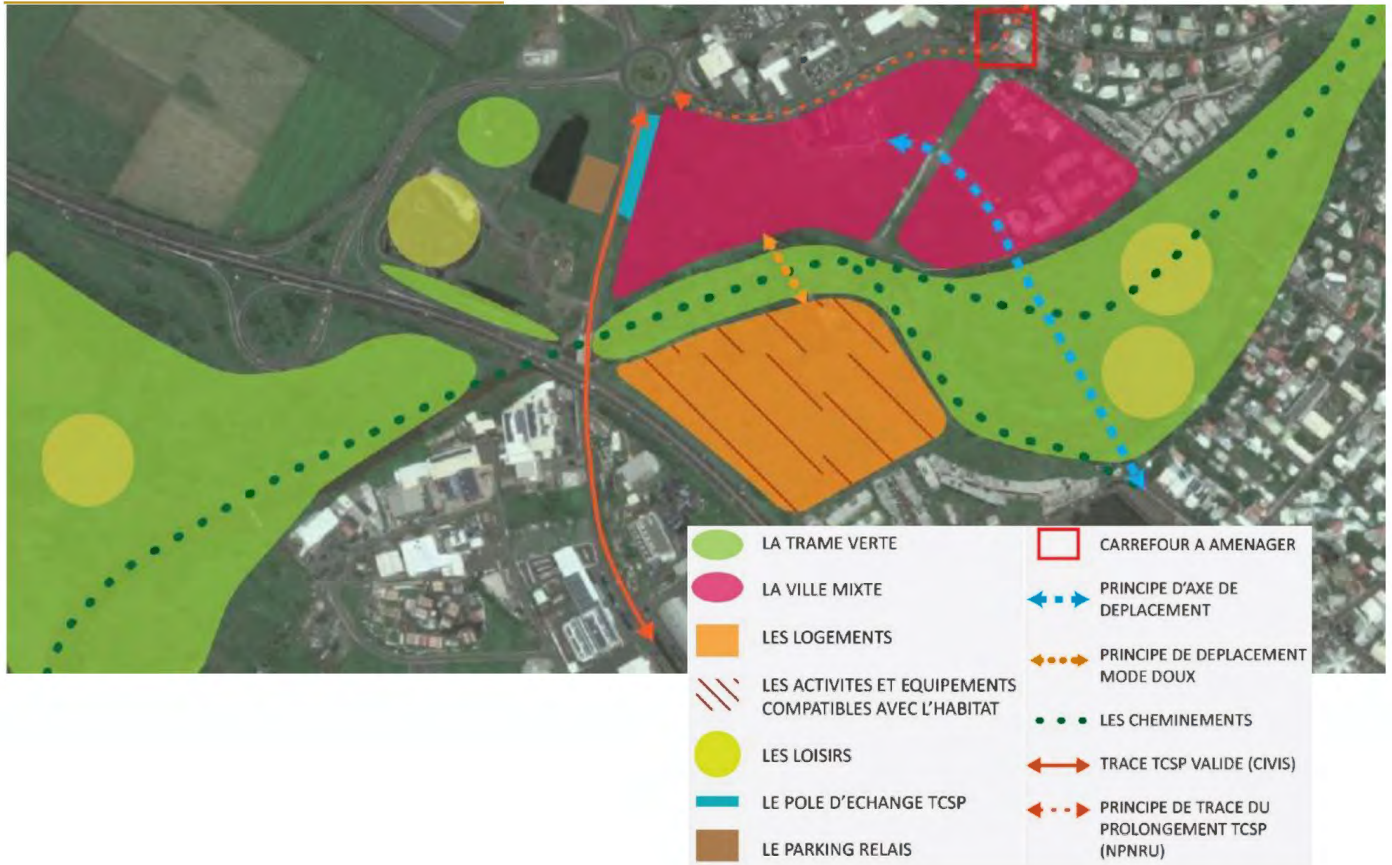 LA TRAME VERTE
LA VILLE MIXTE
LES LOGEMENTS
LES ACTIVITES ET EQUIPEMENTS
COMPATIBLES AVEC L'HABITAT
LES LOISIRS
LE POLE D'ECHANGE TCSP
LE PARKING RELAIS
CARREFOUR A AMENAGER
PRINCIPE D'AXE DE
DEPLACEMENT
PRINCIPE DE DEPLACEMENT
MODE DOUX
LES CHEMINEMENTS
TRACE TCSP VALIDE (CIVIS)
PRINCIPE DE TRACE DU
PROLONGEMENT TCSP
(NPNRU)